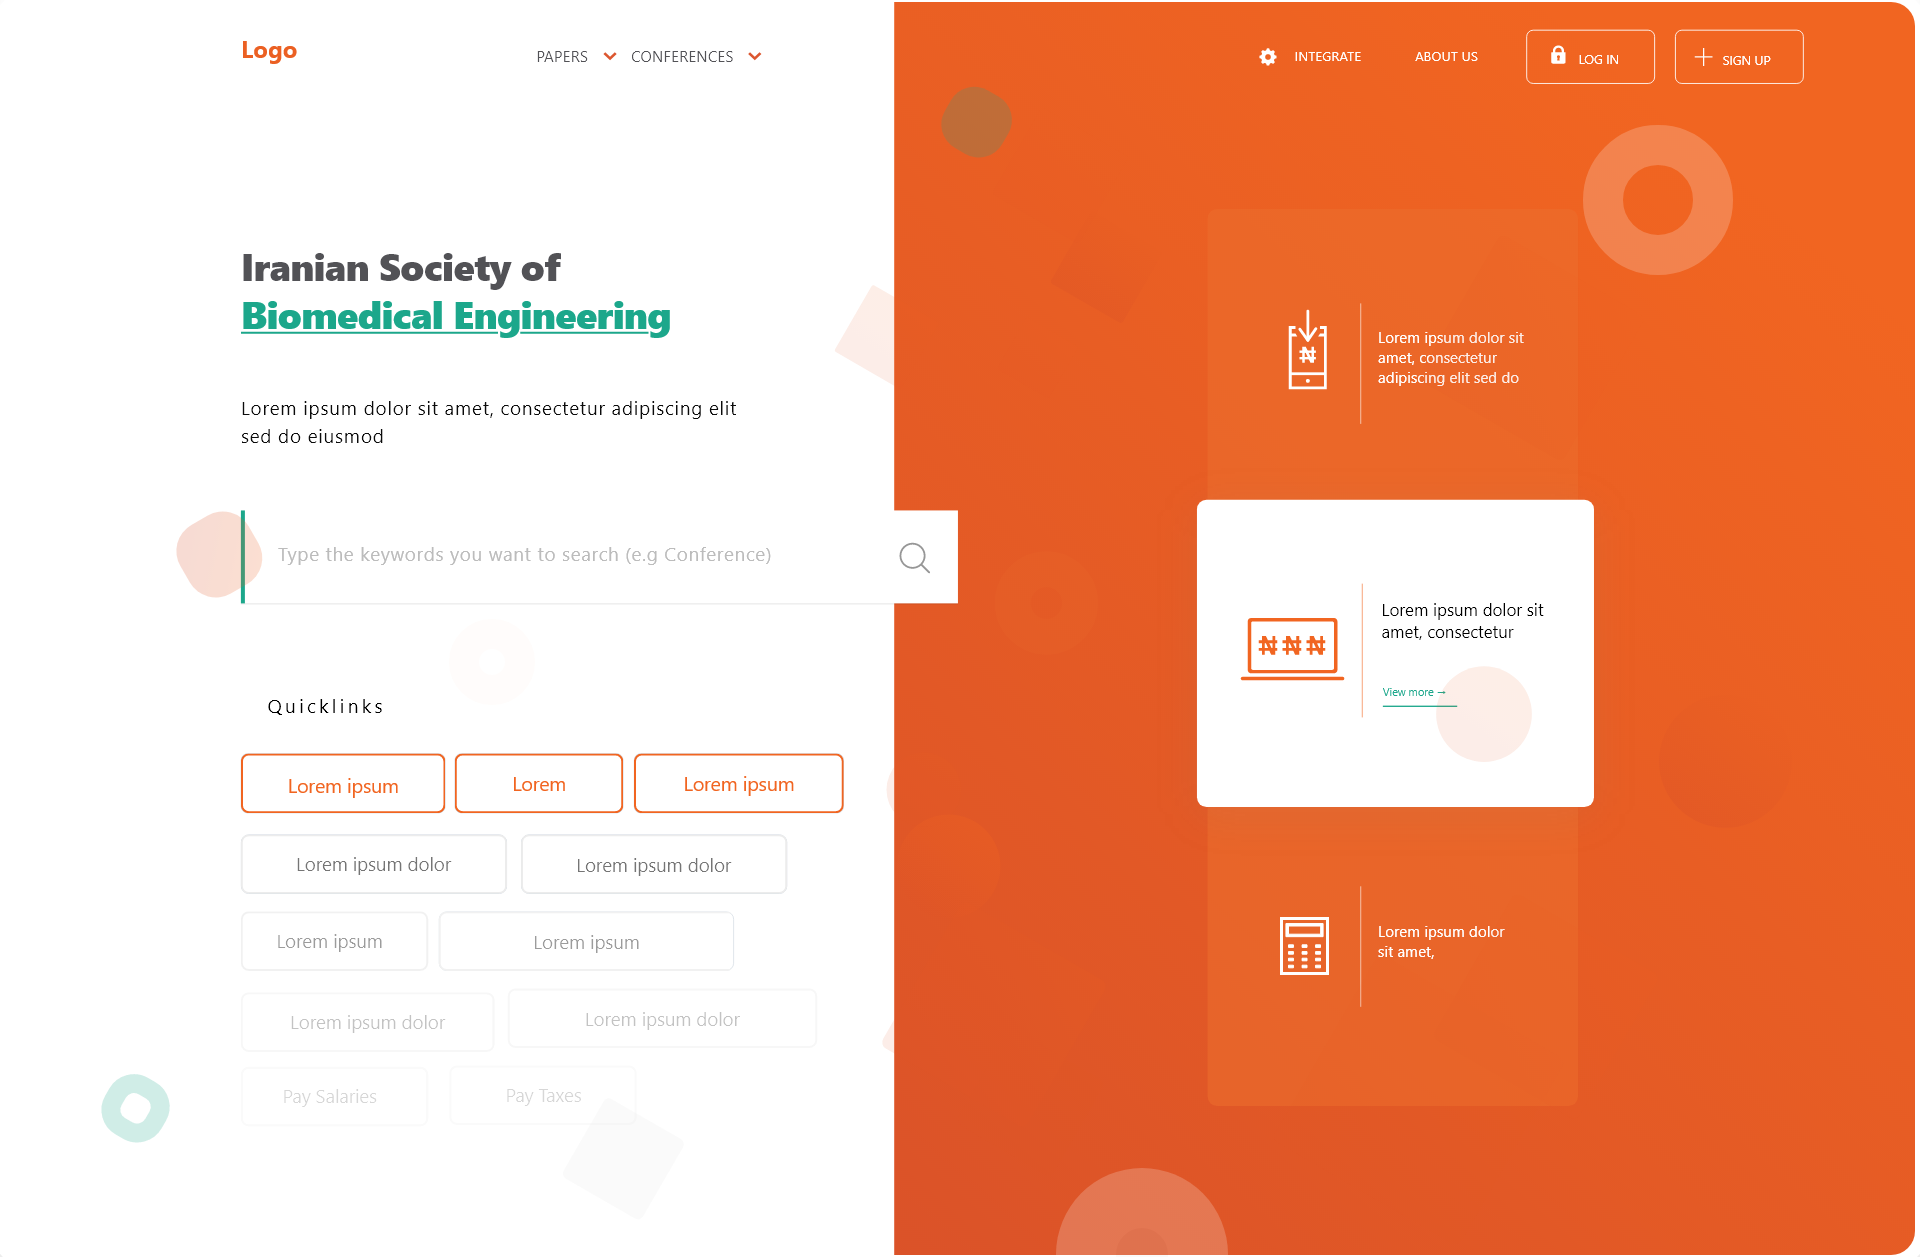 Logo
PAPERS
CONFERENCES
INTEGRATE
ABOUT US
LOG IN
SIGN UP
Iranian Society of
Biomedical Engineering
Lorem ipsum dolor sit amet, consectetur adipiscing elit
sed do eiusmod
Type the keywords you want to search (e.g Conference)
Quicklinks
Lorem ipsum
Lorem
Lorem ipsum
Lorem ipsum dolor
Lorem ipsum dolor
Lorem ipsum
Lorem ipsum
Lorem ipsum dolor
Lorem ipsum dolor
Pay Salaries
Pay Taxes
₦
Lorem ipsum dolor sit
amet, consectetur
adipiscing elit sed do
₦ ₦ ₦
Lorem ipsum dolor sit
amet, consectetur
View more →
Lorem ipsum dolor
sit amet,